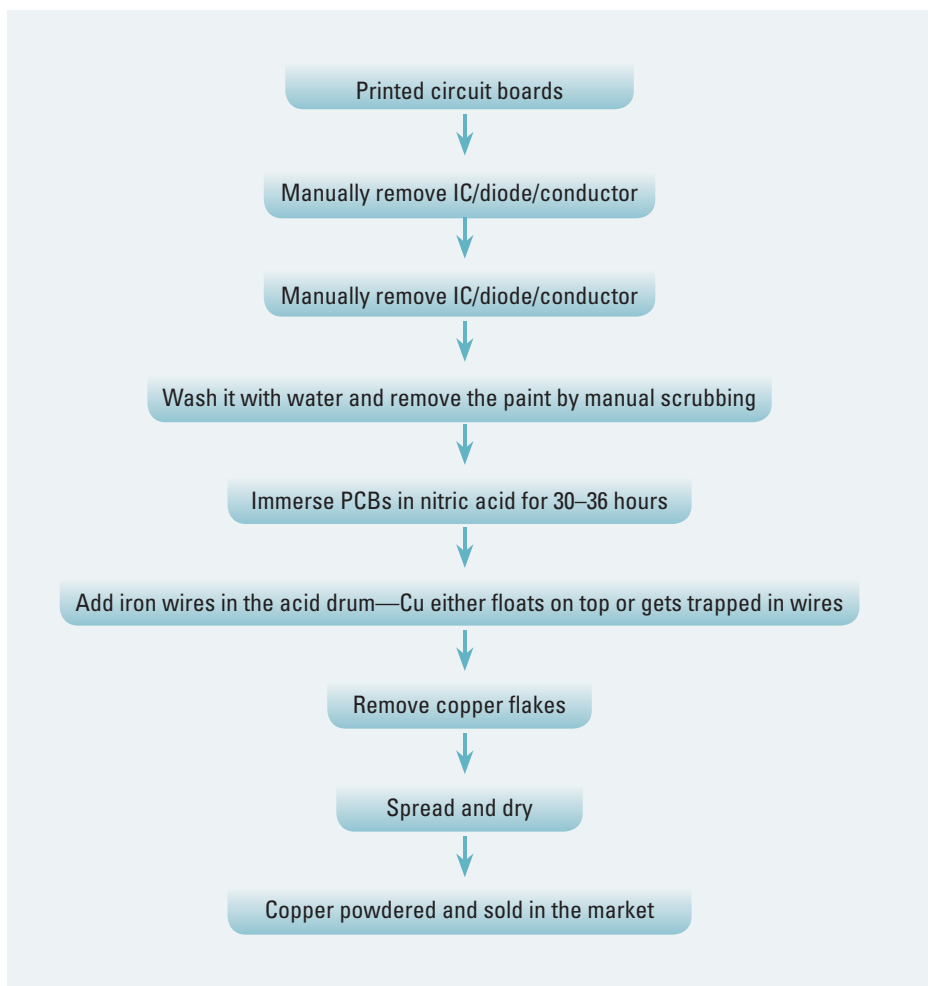 Printed circuit boards
Manually remove IC/diode/conductor
Manually remove IC/diode/conductor
Wash it with water and remove the paint by manual scrubbing
Immerse PCBs in nitric acid for 30–36 hours
Add iron wires in the acid drum—Cu either floats on top or gets trapped in wires
Remove copper flakes
Spread and dry
Copper powdered and sold in the market